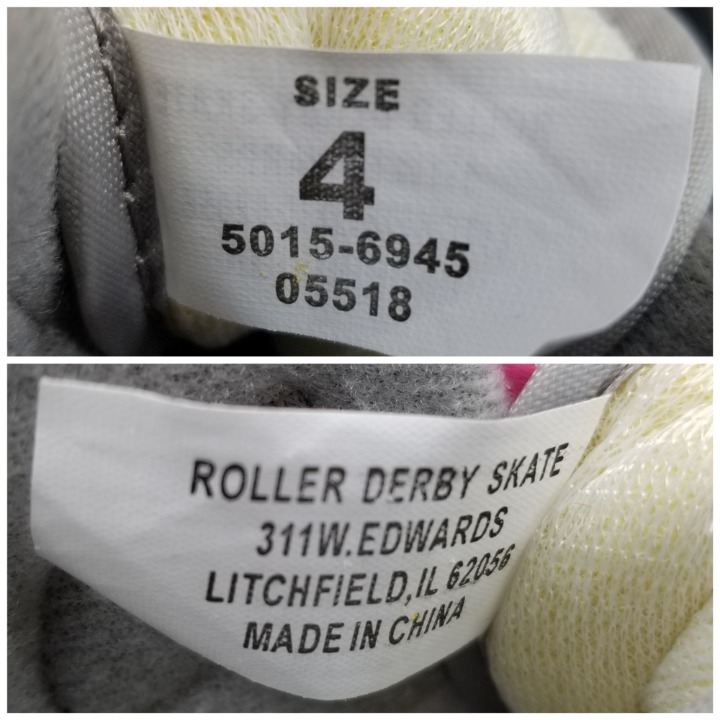 SIZE
4
5015-6945
05518
ROLLER DERBY SKATE
311W.EDWARDS
LITCHFIELD,IL 62056
MADE IN CHINA